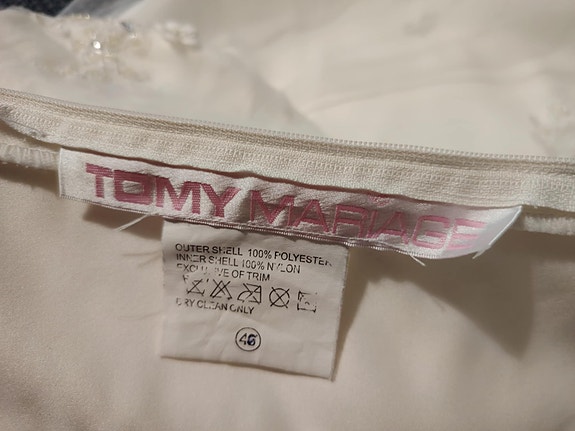 TOMY MARIAGE
OUTER SHELL 100% POLYESTER
INNER SHELL 100% NYLON
EXCLUSIVE OF TRIM
DRY CLEAN ONLY
46